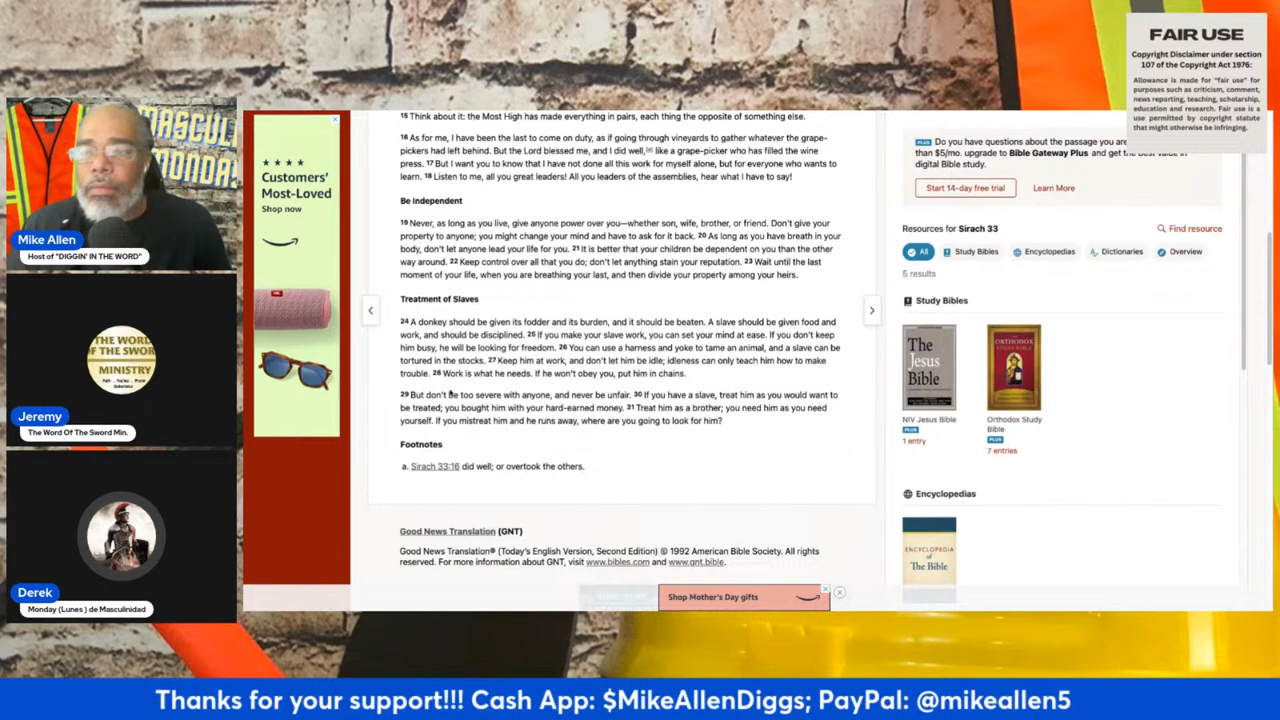 FAIR USE
Copyright Disclaimer under section
107 of the Copyright Act 1976:
Allowance is made for "fair use" for
purposes such as criticism, comment,
news reporting, teaching, scholarship,
education and research. Fair use is a
use permitted by copyright statute
that might otherwise be infringing.
MASCUL
MONDA
Mike Allen
Host of "DIGGIN' IN THE WORD"
THE WORD
OF THE SWOR
MINISTRY
Jeremy
The Word Of The Sword Min.
Derek
Monday (Lunes ) de Masculinidad
Customers'
Most-Loved
Shop now
15 Think about it: the Most High has made everything in pairs, each thing the opposite of something else.
16 As for me, I have been the last to come on duty, as if going through vineyards to gather whatever the grape-
pickers had left behind. But the Lord blessed me, and I did well,[a] like a grape-picker who has filled the wine
press. 17 But I want you to know that I have not done all this work for myself alone, but for everyone who wants to
learn. 18 Listen to me, all you great leaders! All you leaders of the assemblies, hear what I have to say!
Be Independent
19 Never, as long as you live, give anyone power over you—whether son, wife, brother, or friend. Don't give your
property to anyone; you might change your mind and have to ask for it back. 20 As long as you have breath in your
body, don't let anyone lead your life for you. 21 It is better that your children be dependent on you than the other
way around. 22 Keep control over all that you do; don't let anything stain your reputation. 23 Wait until the last
moment of your life, when you are breathing your last, and then divide your property among your heirs.
Treatment of Slaves
24 A donkey should be given its fodder and its burden, and it should be beaten. A slave should be given food and
work, and should be disciplined. 25 If you make your slave work, you can set your mind at ease. If you don't keep
him busy, he will be looking for freedom. 26 You can use a harness and yoke to tame an animal, and a slave can be
tortured in the stocks. 27 Keep him at work, and don't let him be idle; idleness can only teach him how to make
trouble. 28 Work is what he needs. If he won't obey you, put him in chains.
29 But don't be too severe with anyone, and never be unfair. 30 If you have a slave, treat him as you would want to
be treated; you bought him with your hard-earned money. 31 Treat him as a brother; you need him as you need
yourself. If you mistreat him and he runs away, where are you going to look for him?
Footnotes
a. Sirach 33:16 did well; or overtook the others.
Good News Translation (GNT)
Good News Translation® (Today's English Version, Second Edition) © 1992 American Bible Society. All rights
reserved. For more information about GNT, visit www.bibles.com and www.gnt.bible.
Shop Mother's Day gifts
PLUS Do you have questions about the passage you are
than $5/mo. upgrade to Bible Gateway Plus and get the best value in
digital Bible study.
Start 14-day free trial
Learn More
Resources for Sirach 33
Find resource
All
Study Bibles
Encyclopedias
Dictionaries
Overview
5 results
Study Bibles
The
Jesus
Bible
THE
ORTHODOX
STUDY BIBLE
NIV Jesus Bible
PLUS
1 entry
Orthodox Study
Bible
PLUS
7 entries
Encyclopedias
ENCYCLOPEDIA
of
The BIBLE
Thanks for your support!!! Cash App: $MikeAllenDiggs; PayPal: @mikeallen5